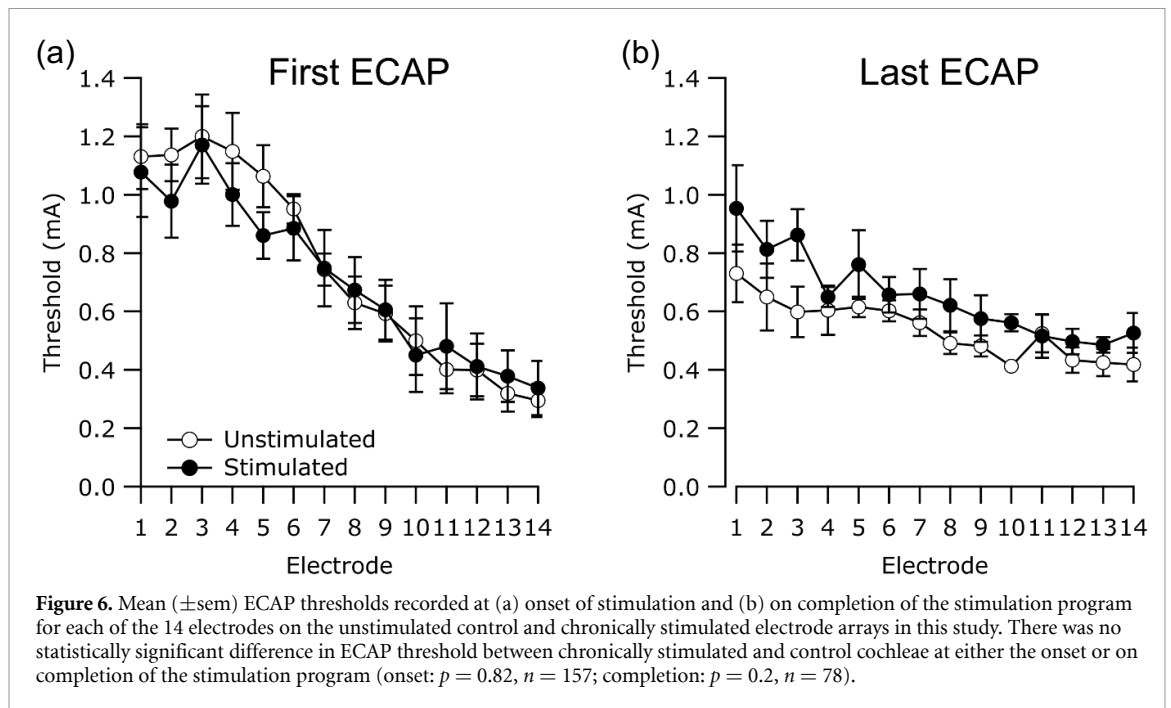 (a)
First ECAP
1.4
1.2
1.0
0.8
0.6
0.4
0.2
0.0
Threshold (mA)
Unstimulated
Stimulated
1 2 3 4 5 6 7 8 9 10 11 12 13 14
Electrode
(b)
Last ECAP
1.4
1.2
1.0
0.8
0.6
0.4
0.2
0.0
Threshold (mA)
1 2 3 4 5 6 7 8 9 10 11 12 13 14
Electrode
Figure 6. Mean (±sem) ECAP thresholds recorded at (a) onset of stimulation and (b) on completion of the stimulation program
for each of the 14 electrodes on the unstimulated control and chronically stimulated electrode arrays in this study. There was no
statistically significant difference in ECAP threshold between chronically stimulated and control cochleae at either the onset or on
completion of the stimulation program (onset: p = 0.82, n = 157; completion: p = 0.2, n = 78).